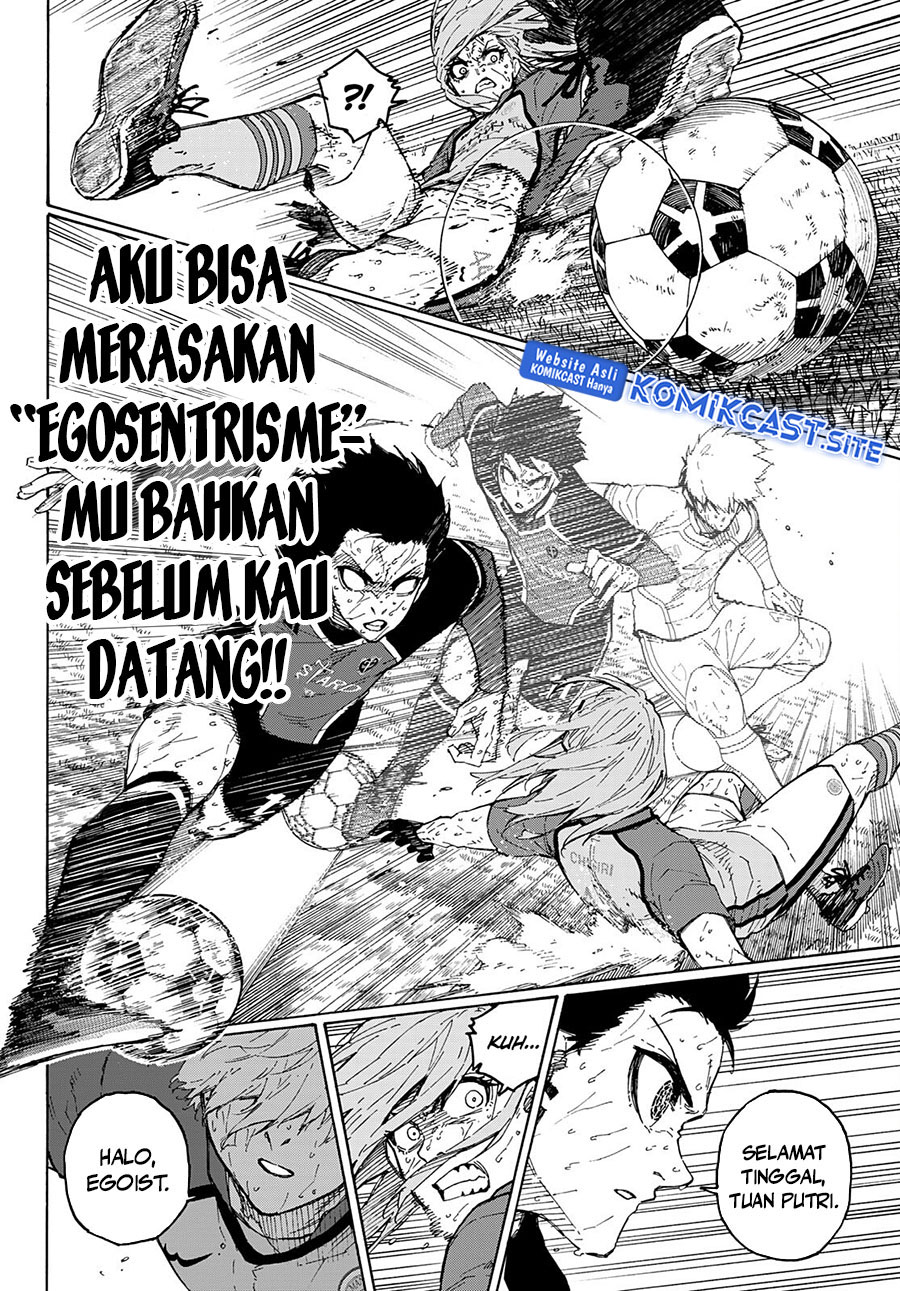 ?!
AKU BISA
MERASAKAN
“EGOSENTRISME”-
MU BAHKAN
SEBELUM KAU
DATANG!!
Website Asli
KOMIKCAST Hanya
KOMIKCAST.SITE
STARD
CHIGIRI
SELAMAT
TINGGAL,
TUAN PUTRI.
KUH...
HALO,
EGOIST.